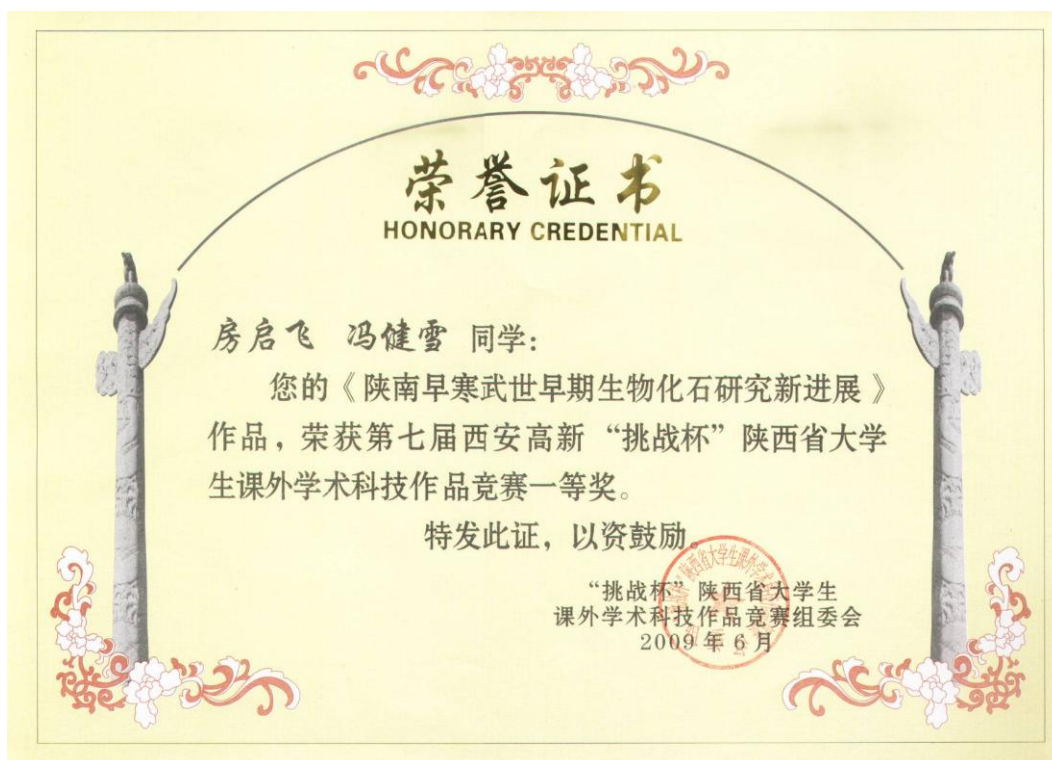 荣誉证书
HONORARY CREDENTIAL
房启飞 冯健雪 同学:
您的《陕南早寒武世早期生物化石研究新进展》
作品,荣获第七届西安高新“挑战杯”陕西省大学
生课外学术科技作品竞赛一等奖。
特发此证,以资鼓励。
“挑战杯”陕西省大学生
课外学术科技作品竞赛组委会
2009年6月